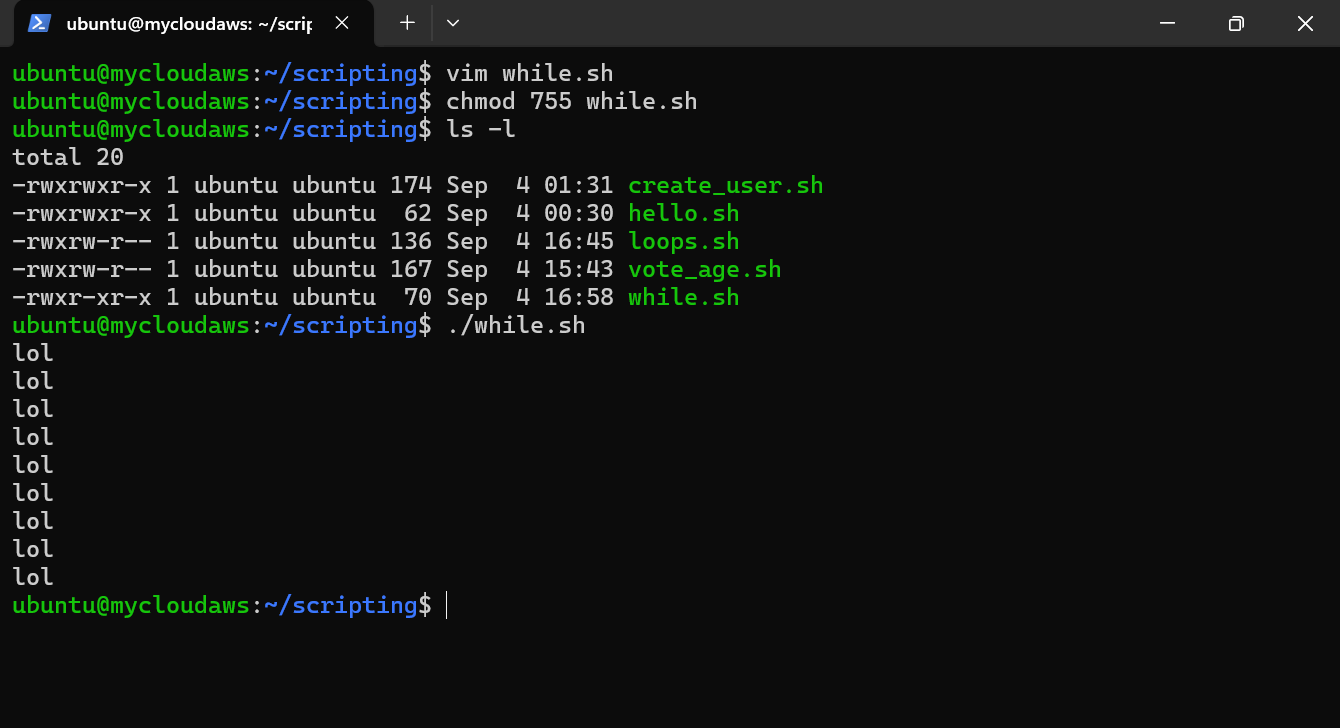 ubuntu@mycloudaws: ~/scrip
ubuntu@mycloudaws:~/scripting$ vim while.sh
ubuntu@mycloudaws:~/scripting$ chmod 755 while.sh
ubuntu@mycloudaws:~/scripting$ ls -l
total 20
-rwxrwxr-x 1 ubuntu ubuntu 174 Sep  4 01:31 create_user.sh
-rwxrwxr-x 1 ubuntu ubuntu  62 Sep  4 00:30 hello.sh
-rwxrw-r-- 1 ubuntu ubuntu 136 Sep  4 16:45 loops.sh
-rwxrw-r-- 1 ubuntu ubuntu 167 Sep  4 15:43 vote_age.sh
-rwxr-xr-x 1 ubuntu ubuntu  70 Sep  4 16:58 while.sh
ubuntu@mycloudaws:~/scripting$ ./while.sh
lol
lol
lol
lol
lol
lol
lol
lol
lol
ubuntu@mycloudaws:~/scripting$